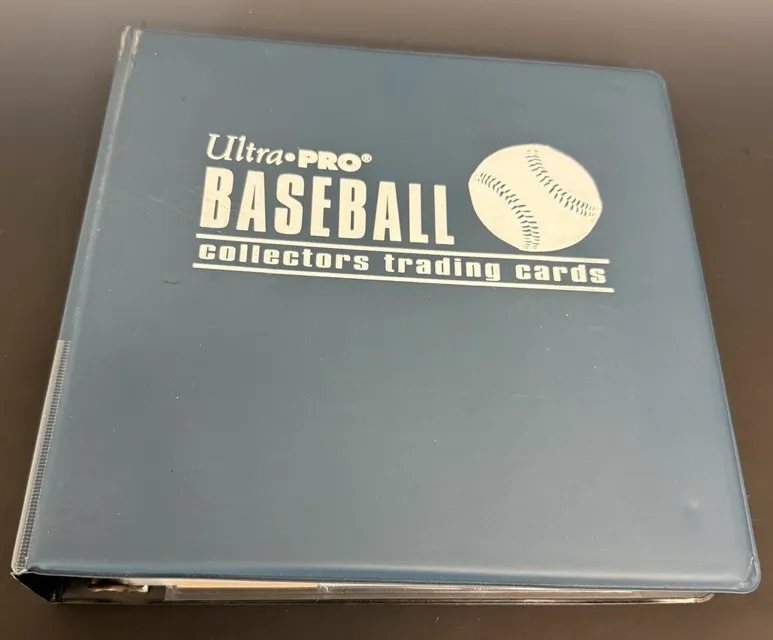 Ultra•PRO®
BASEBALL
collectors trading cards